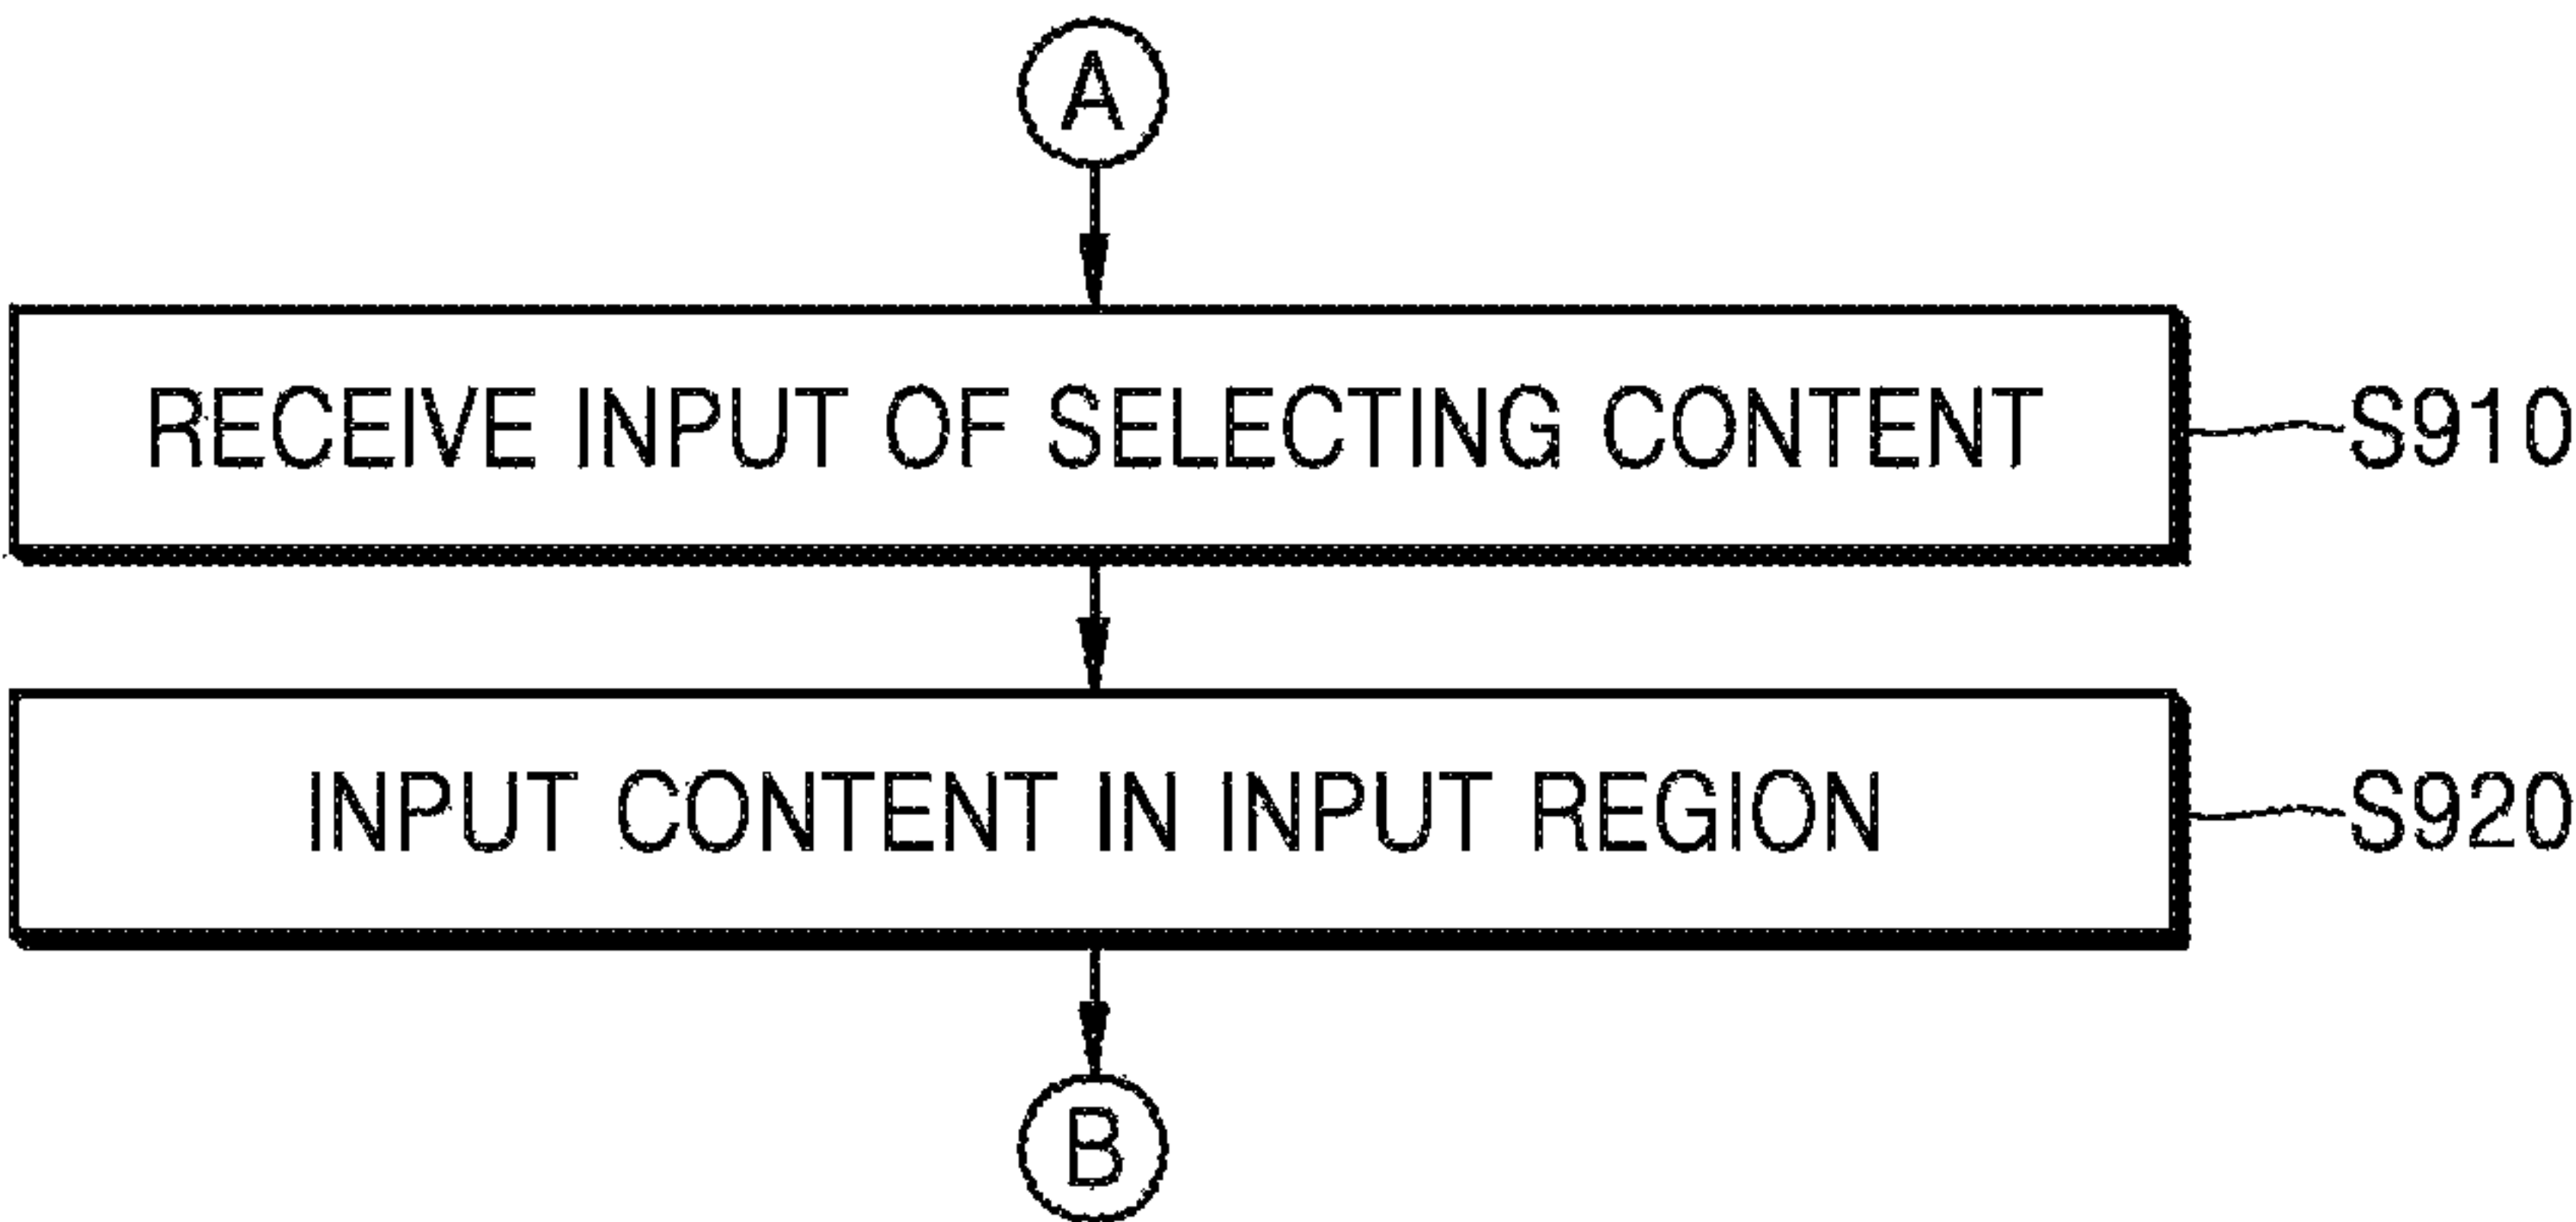 A
RECEIVE INPUT OF SELECTING CONTENT
S910
INPUT CONTENT IN INPUT REGION
S920
B